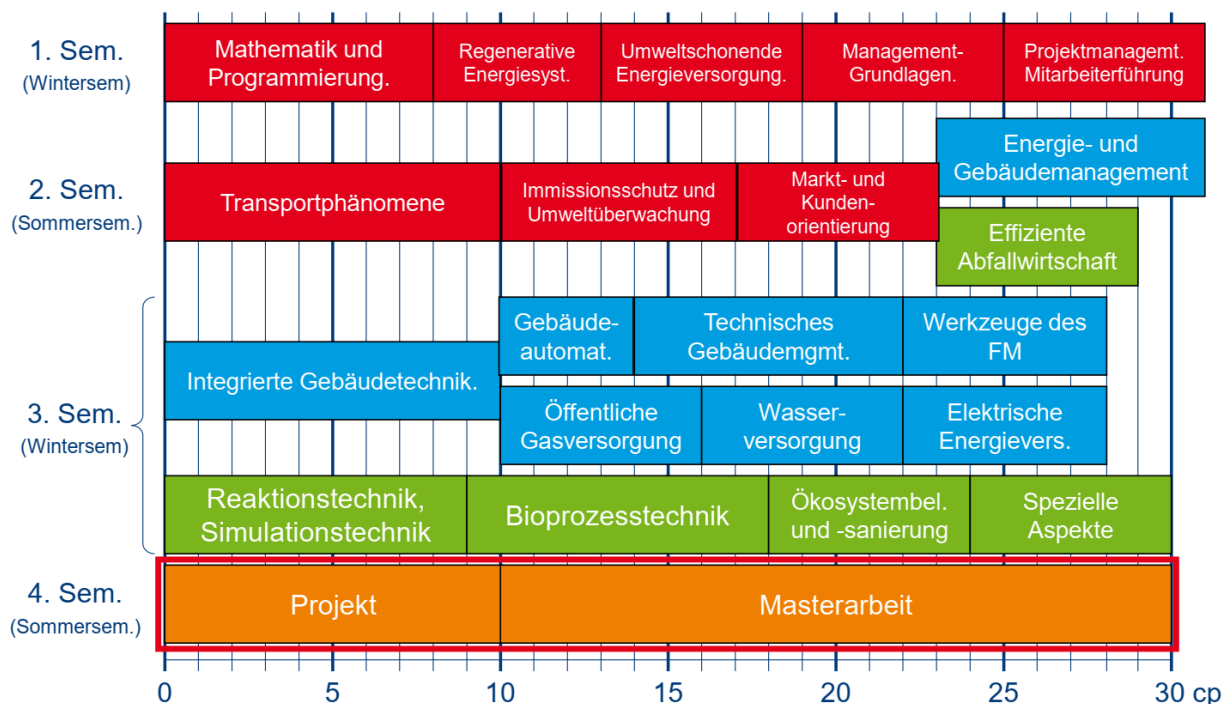 1. Sem.
(Wintersem)
Mathematik und
Programmierung.
Regenerative
Energiesyst.
Umweltschonende
Energieversorgung.
Management-
Grundlagen.
Projektmanagemt.
Mitarbeiterführung
Energie- und
Gebäudemanagement
2. Sem.
(Sommersem.)
Transportphänomene
Immissionsschutz und
Umweltüberwachung
Markt- und
Kunden-
orientierung
Effiziente
Abfallwirtschaft
3. Sem.
(Wintersem)
Integrierte Gebäudetechnik.
Gebäude-
automat.
Technisches
Gebäudemgmt.
Werkzeuge des
FM
Öffentliche
Gasversorgung
Wasser-
versorgung
Elektrische
Energievers.
Reaktionstechnik,
Simulationstechnik
Bioprozesstechnik
Ökosystembel.
und -sanierung
Spezielle
Aspekte
4. Sem.
(Sommersem.)
Projekt
Masterarbeit
0 5 10 15 20 25 30 cp